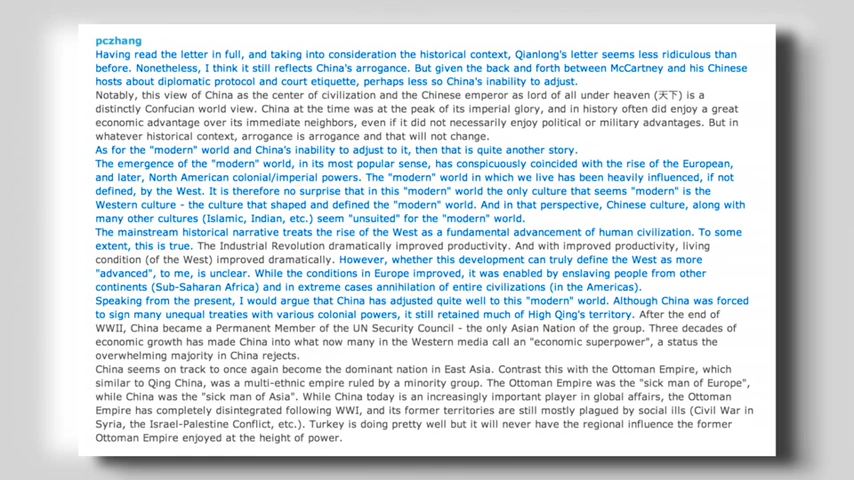 pczhang
Having read the letter in full, and taking into consideration the historical context, Qianlong's letter seems less ridiculous than
before. Nonetheless, I think it still reflects China's arrogance. But given the back and forth between McCartney and his Chinese
hosts about diplomatic protocol and court etiquette, perhaps less so China's inability to adjust.
Notably, this view of China as the center of civilization and the Chinese emperor as lord of all under heaven (天下) is a
distinctly Confucian world view. China at the time was at the peak of its imperial glory, and in history often did enjoy a great
economic advantage over its immediate neighbors, even if it did not necessarily enjoy political or military advantages. But in
whatever historical context, arrogance is arrogance and that will not change.
As for the "modern" world and China's inability to adjust to it, then that is quite another story.
The emergence of the "modern" world, in its most popular sense, has conspicuously coincided with the rise of the European,
and later, North American colonial/imperial powers. The "modern" world in which we live has been heavily influenced, if not
defined, by the West. It is therefore no surprise that in this "modern" world the only culture that seems "modern" is the
Western culture - the culture that shaped and defined the "modern" world. And in that perspective, Chinese culture, along with
many other cultures (Islamic, Indian, etc.) seem "unsuited" for the "modern" world.
The mainstream historical narrative treats the rise of the West as a fundamental advancement of human civilization. To some
extent, this is true. The Industrial Revolution dramatically improved productivity. And with improved productivity, living
condition (of the West) improved dramatically. However, whether this development can truly define the West as more
"advanced", to me, is unclear. While the conditions in Europe improved, it was enabled by enslaving people from other
continents (Sub-Saharan Africa) and in extreme cases annihilation of entire civilizations (in the Americas).
Speaking from the present, I would argue that China has adjusted quite well to this "modern" world. Although China was forced
to sign many unequal treaties with various colonial powers, it still retained much of High Qing's territory. After the end of
WWII, China became a Permanent Member of the UN Security Council - the only Asian Nation of the group. Three decades of
economic growth has made China into what now many in the Western media call an "economic superpower", a status the
overwhelming majority in China rejects.
China seems on track to once again become the dominant nation in East Asia. Contrast this with the Ottoman Empire, which
similar to Qing China, was a multi-ethnic empire ruled by a minority group. The Ottoman Empire was the "sick man of Europe",
while China was the "sick man of Asia". While China today is an increasingly important player in global affairs, the Ottoman
Empire has completely disintegrated following WWI, and its former territories are still mostly plagued by social ills (Civil War in
Syria, the Israel-Palestine Conflict, etc.). Turkey is doing pretty well but it will never have the regional influence the former
Ottoman Empire enjoyed at the height of power.